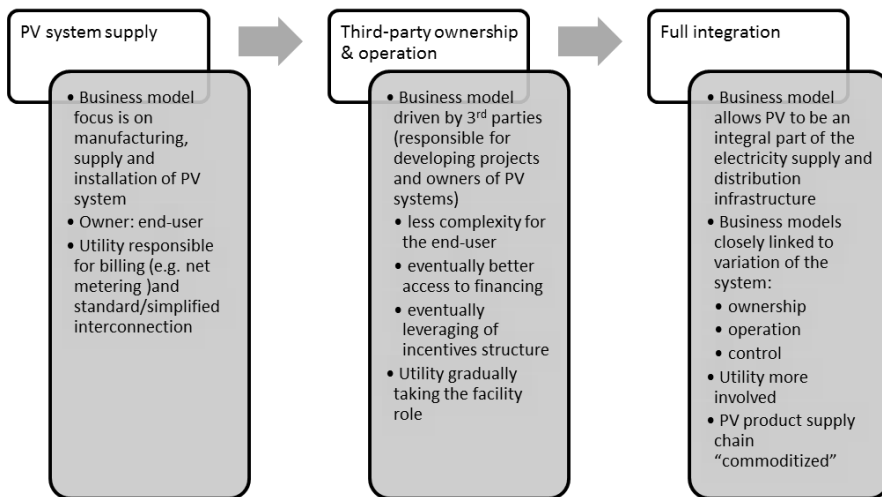 PV system supply
• Business model
focus is on
manufacturing,
supply and
installation of PV
system
• Owner: end-user
• Utility responsible
for billing (e.g. net
metering )and
standard/simplified
interconnection
Third-party ownership
& operation
• Business model
driven by 3rd parties
(responsible for
developing projects
and owners of PV
systems)
• less complexity for
the end-user
• eventually better
access to financing
• eventually
leveraging of
incentives structure
• Utility gradually
taking the facility
role
Full integration
• Business model
allows PV to be an
integral part of the
electricity supply and
distribution
infrastructure
• Business models
closely linked to
variation of the
system:
• ownership
• operation
• control
• Utility more
involved
• PV product supply
chain
“commoditized”